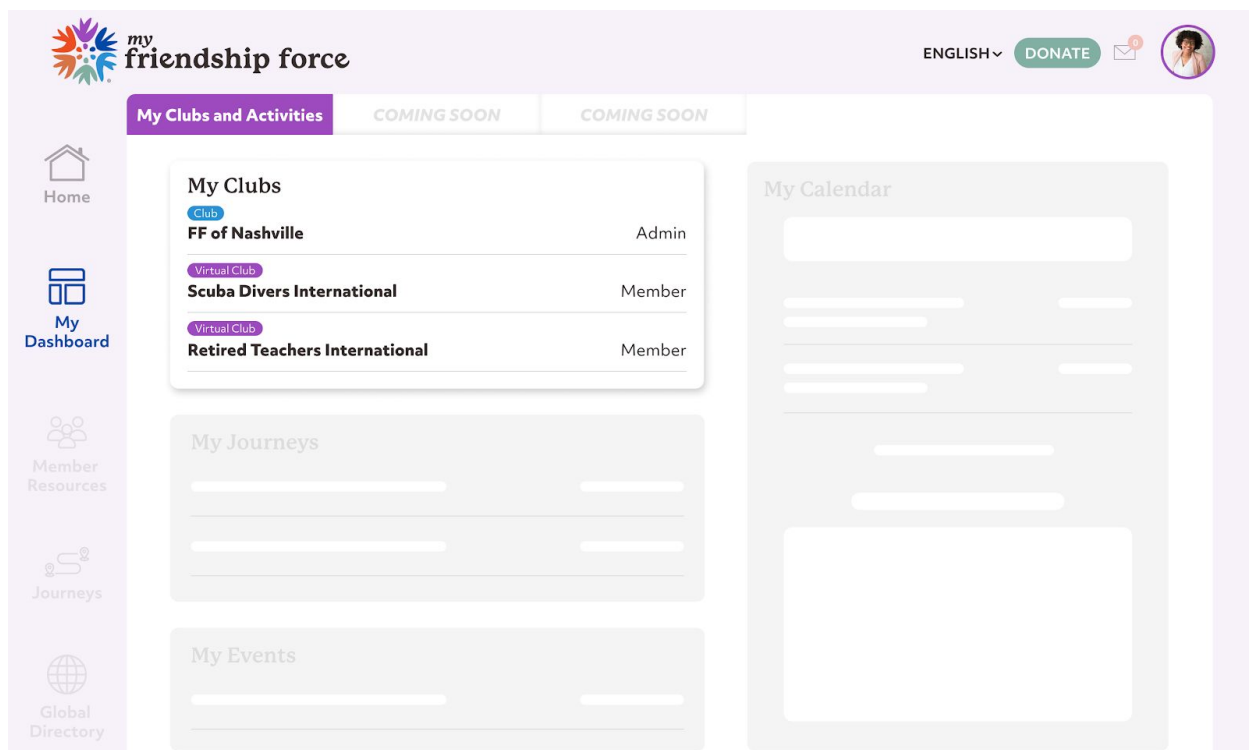 my
friendship force
ENGLISH
DONATE
0
My Clubs and Activities
COMING SOON
COMING SOON
Home
My
Dashboard
Member
Resources
Journeys
Global
Directory
My Clubs
Club
FF of Nashville
Admin
Virtual Club
Scuba Divers International
Member
Virtual Club
Retired Teachers International
Member
My Journeys
My Events
My Calendar